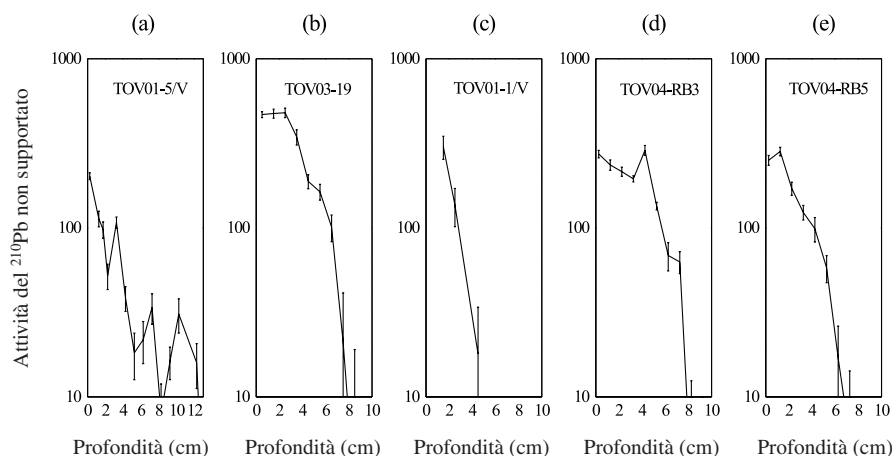 (a) (b) (c) (d) (e)
1000 1000 1000 1000 1000
TOV01-5/V TOV03-19 TOV01-1/V TOV04-RB3 TOV04-RB5
Attività del ²¹⁰Pb non supportato
100 100 100 100 100
10 10 10 10 10
0 2 4 6 8 10 12 0 2 4 6 8 10 0 2 4 6 8 10 0 2 4 6 8 10 0 2 4 6 8 10
Profondità (cm) Profondità (cm) Profondità (cm) Profondità (cm) Profondità (cm)